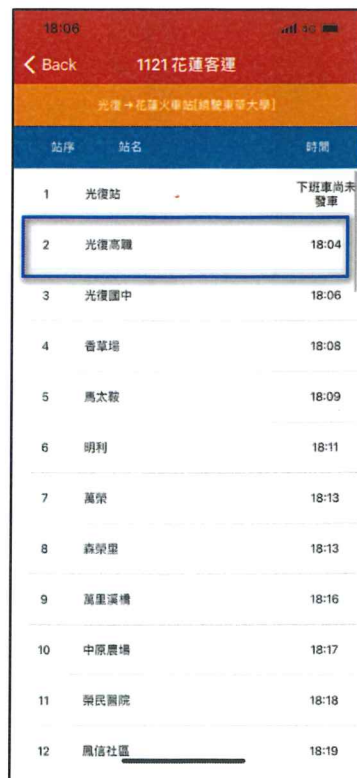 18:06 4G
Back 1121花蓮客運
光復→花蓮火車站[繞駛東華大學]
站序 站名 時間
1 光復站 下班車尚未
發車
2 光復高職 18:04
3 光復國中 18:06
4 香草場 18:08
5 馬太鞍 18:09
6 明利 18:11
7 萬榮 18:13
8 森榮里 18:13
9 萬里溪橋 18:16
10 中原農場 18:17
11 榮民醫院 18:18
12 鳳信社區 18:19